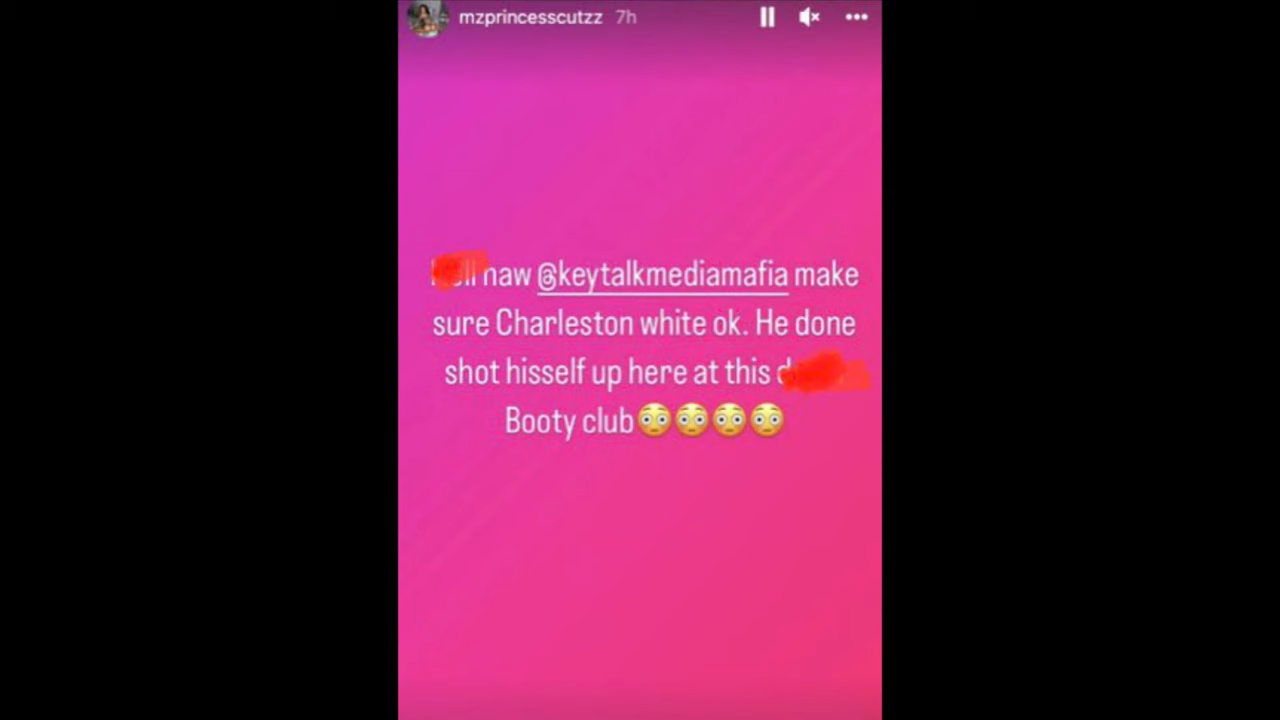 mzprincesscutzz 7h
naw @keytalkmediamafia make
sure Charleston white ok. He done
shot hisself up here at this
Booty club😳😳😳😳